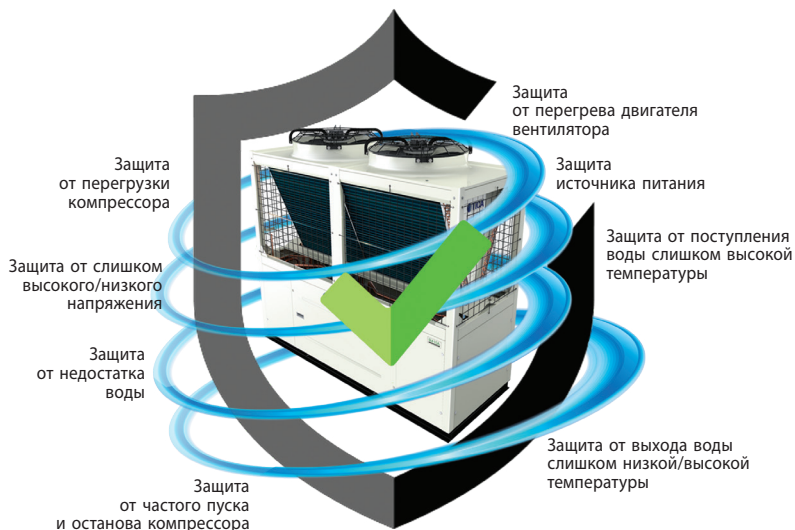 Защита
от перегрева двигателя
вентилятора
Защита
источника питания
Защита от поступления
воды слишком высокой
температуры
Защита от выхода воды
слишком низкой/высокой
температуры
Защита
от перегрузки
компрессора
Защита от слишком
высокого/низкого
напряжения
Защита
от недостатка
воды
Защита
от частого пуска
и останова компрессора